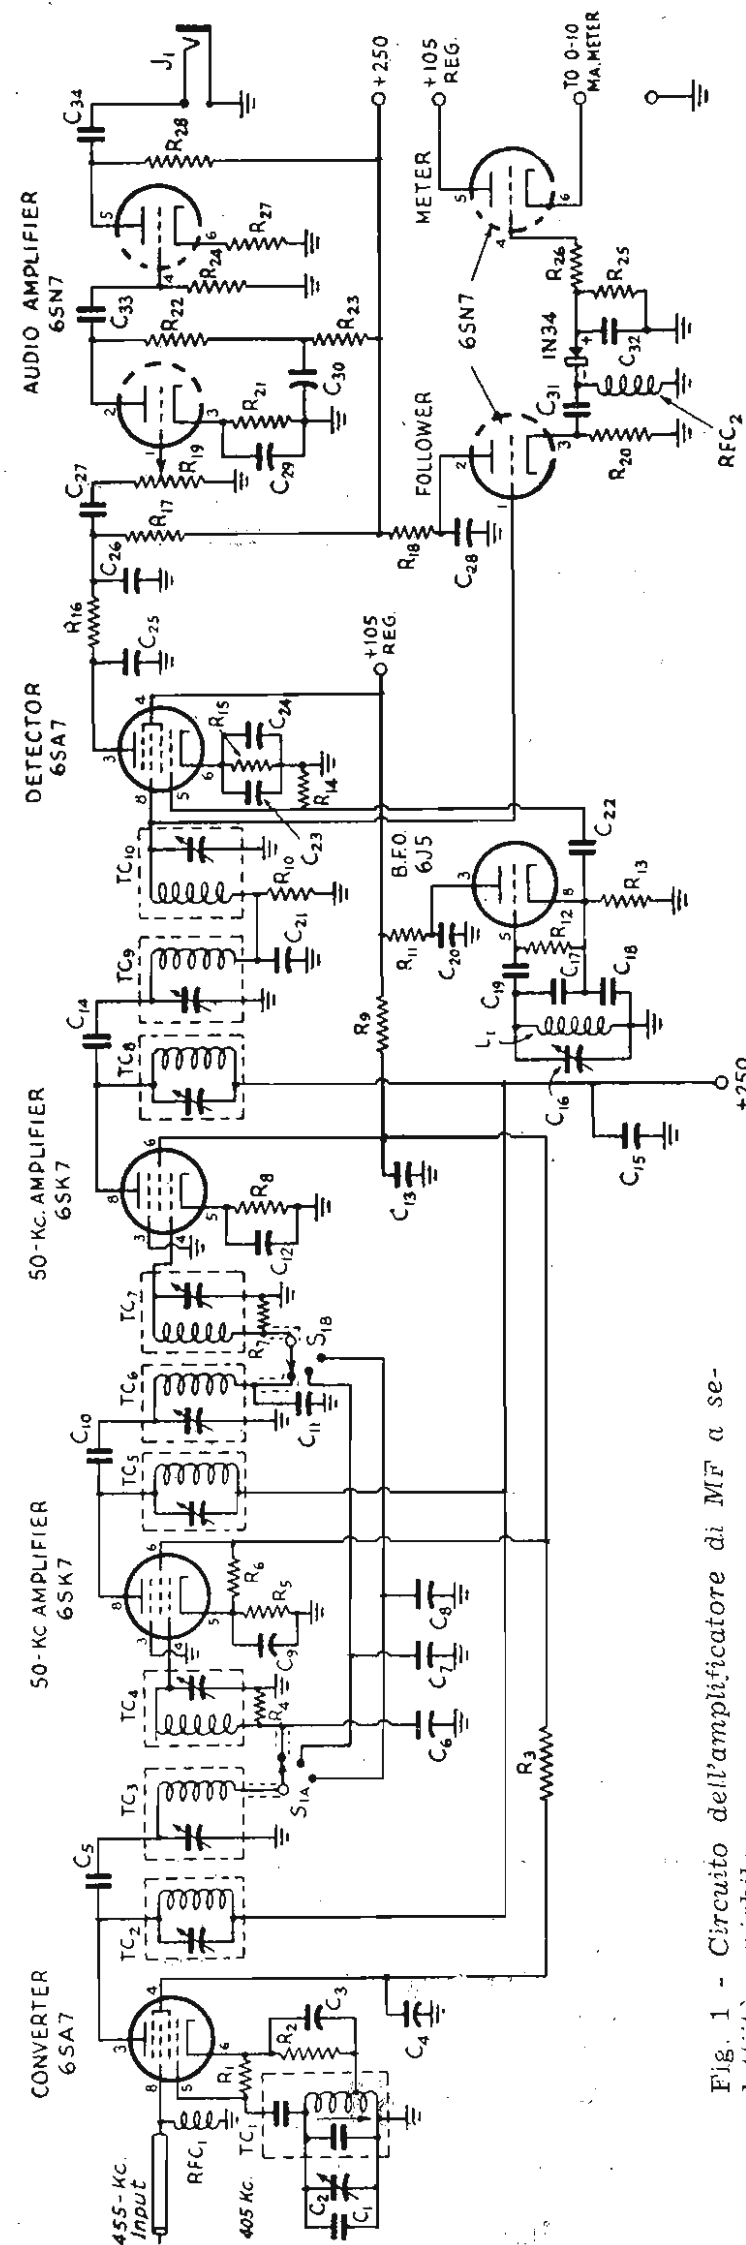 CONVERTER
6SA7
50-KC AMPLIFIER
6SK7
50-Kc. AMPLIFIER
6SK7
DETECTOR
6SA7
AUDIO AMPLIFIER
6SN7
455-KC.
Input
405 Kc.
RFC1
TC1
C1
C2
R1
R2
C3
C4
3
4
8
5
6
C5
TC2
TC3
TC4
S1A
R4
C6
C7
C8
R3
8
3
4
6
5
R6
R5
C9
C10
TC5
TC6
TC7
R7
S1B
C11
8
3
4
6
5
R8
C12
C13
C14
TC8
TC9
TC10
C21
R10
R9
C15
+250
3
8
5
4
6
R15
C24
C23
R14
+105
REG.
B.F.O.
6J5
R11
C20
3
5
8
C19
L1
C16
C17
C18
R12
R13
C22
R16
C25
C26
C27
R17
R19
R18
C28
2
1
3
R21
C29
C30
R22
R23
C33
5
4
6
R24
R27
R28
C34
J1
+250
FOLLOWER
6SN7
METER
2
1
3
R20
C31
RFC2
IN34
- +
C32
R25
R26
5
4
6
+105
REG.
TO 0-10
MA.METER
Fig. 1 - Circuito dell'amplificatore di MF a se-